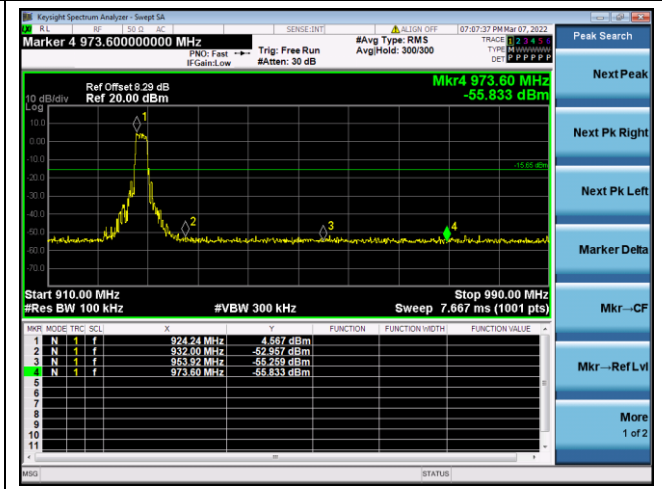 Keysight Spectrum Analyzer - Swept SA
RL RF 50 Ω AC SENSE:INT ALIGN OFF 07:07:37 PM Mar 07, 2022
Marker 4 973.600000000 MHz
PNO: Fast
IFGain:Low
Trig: Free Run
#Atten: 30 dB
#Avg Type: RMS
Avg|Hold: 300/300
TRACE 1 2 3 4 5 6
TYPE M W W W W W
DET P P P P P P
Peak Search
Next Peak
Next Pk Right
Next Pk Left
Marker Delta
Mkr→CF
Mkr→Ref Lvl
More
1 of 2
Ref Offset 8.29 dB
10 dB/div Ref 20.00 dBm
Log
Mkr4 973.60 MHz
-55.833 dBm
10.0
0.00
-10.0
-20.0
-30.0
-40.0
-50.0
-60.0
-70.0
1
2
3
4
-15.65 dBm
Start 910.00 MHz Stop 990.00 MHz
#Res BW 100 kHz #VBW 300 kHz Sweep 7.667 ms (1001 pts)
MKR MODE TRC SCL X Y FUNCTION FUNCTION WIDTH FUNCTION VALUE
1 N 1 f 924.24 MHz 4.567 dBm
2 N 1 f 932.00 MHz -52.957 dBm
3 N 1 f 953.92 MHz -55.259 dBm
4 N 1 f 973.60 MHz -55.833 dBm
5
6
7
8
9
10
11
MSG STATUS